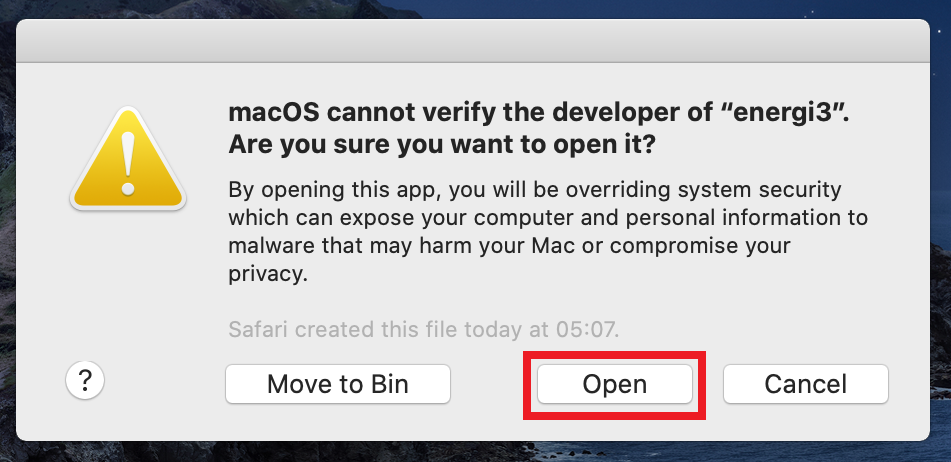 macOS cannot verify the developer of “energi3”.
Are you sure you want to open it?
By opening this app, you will be overriding system security
which can expose your computer and personal information to
malware that may harm your Mac or compromise your
privacy.
Safari created this file today at 05:07.
?
Move to Bin
Open
Cancel